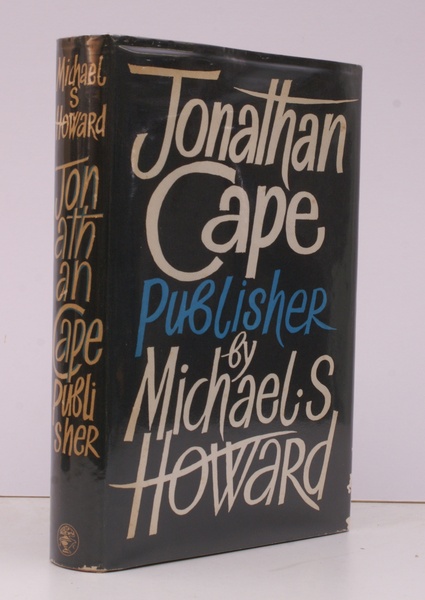 Michael
S
Howard
Jon
ath
an
Cape
Publi
sher
Jonathan
Cape
Publisher
by
Michael·S
Howard